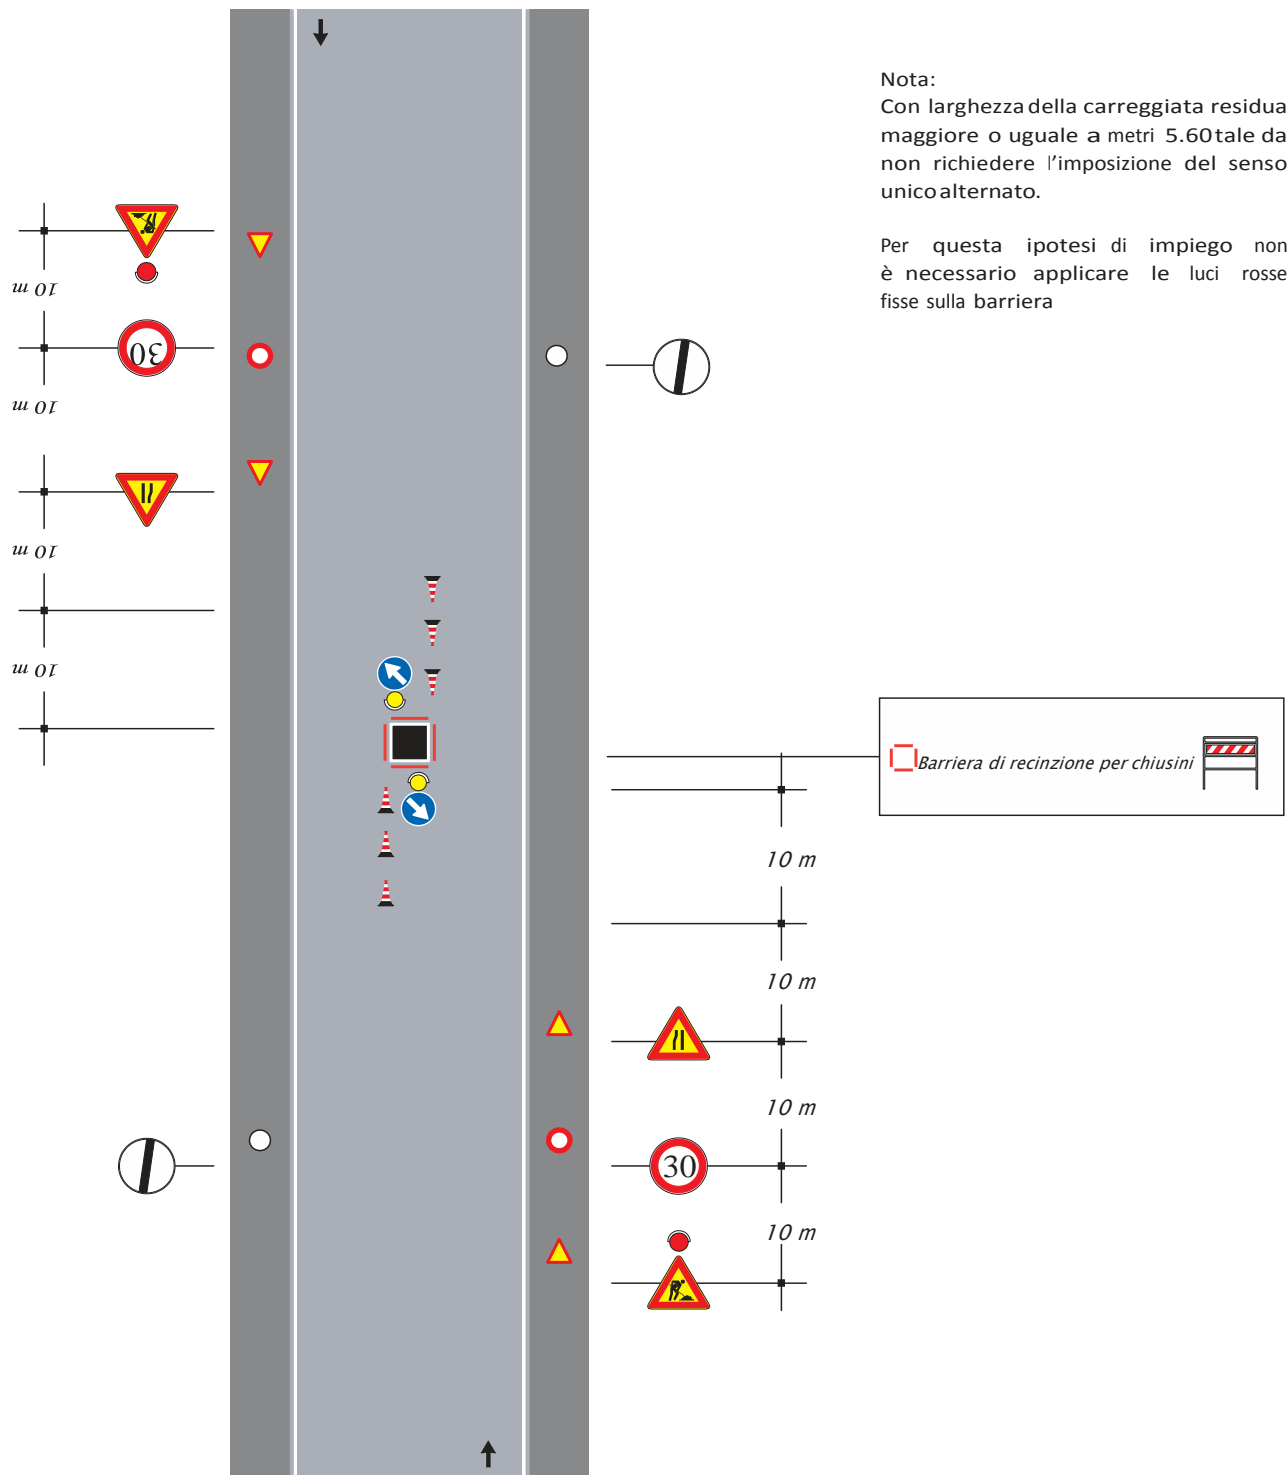 Nota:
Con larghezza della carreggiata residua
maggiore o uguale a metri 5.60 tale da
non richiedere l'imposizione del senso
unico alternato.
Per questa ipotesi di impiego non
è necessario applicare le luci rosse
fisse sulla barriera
10 m
30
10 m
10 m
10 m
Barriera di recinzione per chiusini
10 m
10 m
10 m
30
10 m